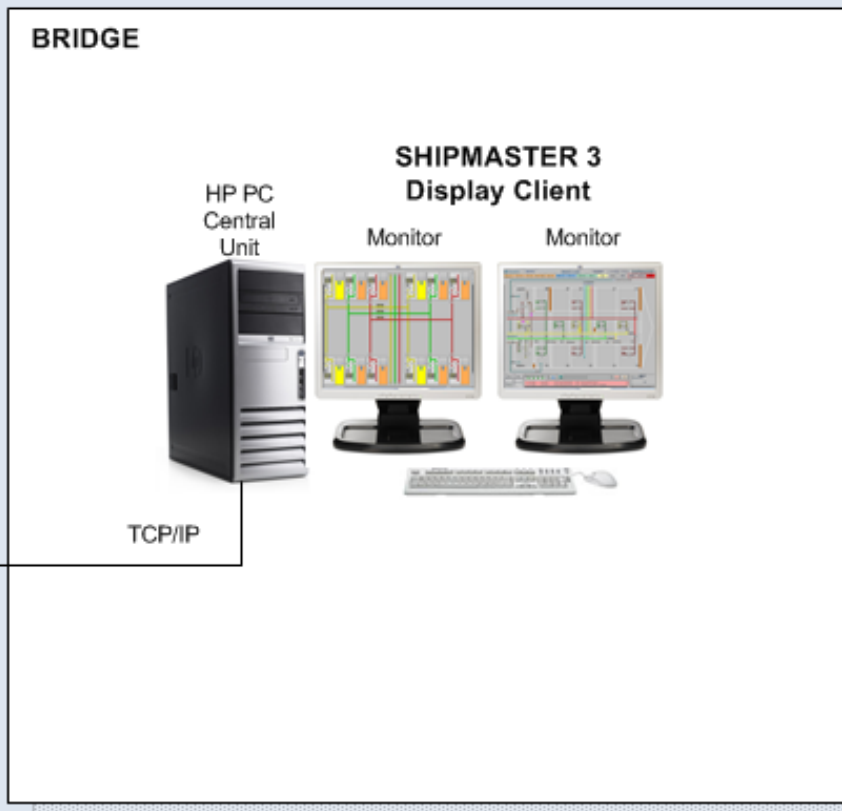 BRIDGE
SHIPMASTER 3
Display Client
HP PC
Central
Unit
Monitor
Monitor
TCP/IP